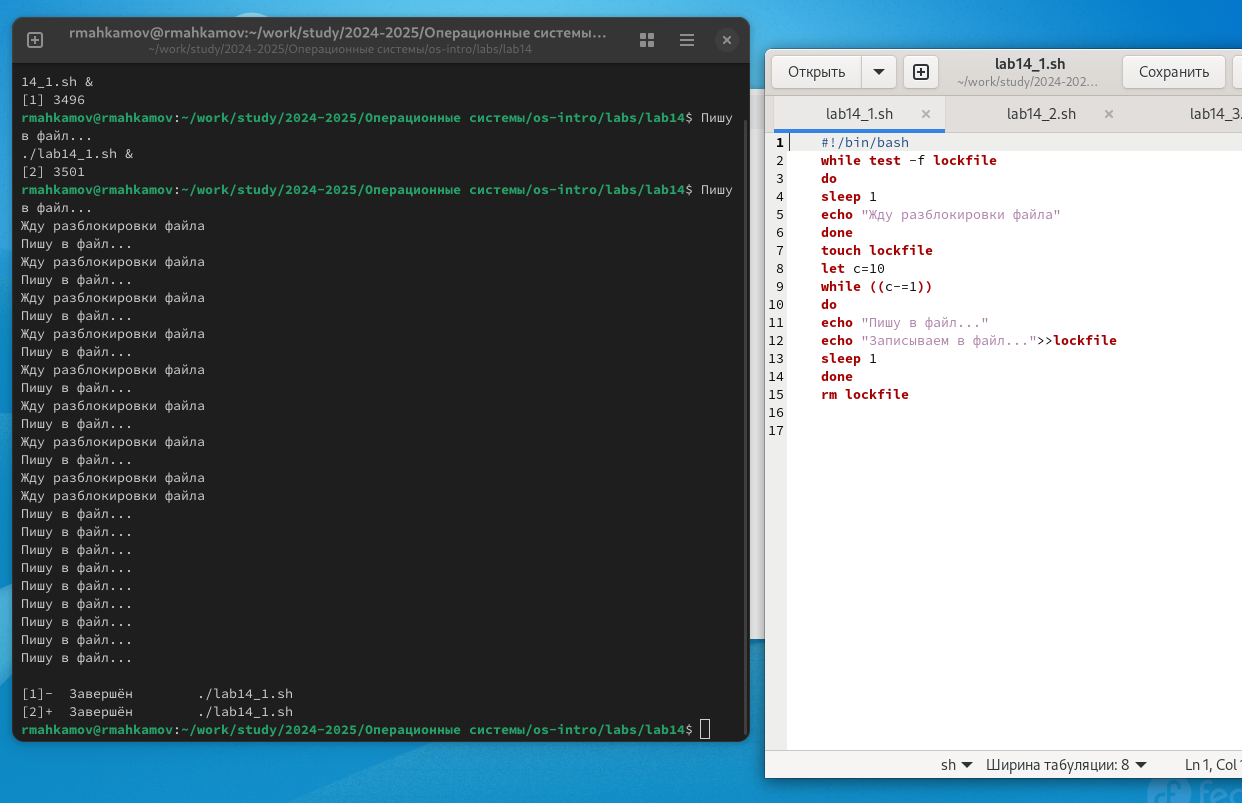 rmahkamov@rmahkamov:~/work/study/2024-2025/Операционные системы…
~/work/study/2024-2025/Операционные системы/os-intro/labs/lab14
14_1.sh &
[1] 3496
rmahkamov@rmahkamov:~/work/study/2024-2025/Операционные системы/os-intro/labs/lab14$ Пишу
в файл...
./lab14_1.sh &
[2] 3501
rmahkamov@rmahkamov:~/work/study/2024-2025/Операционные системы/os-intro/labs/lab14$ Пишу
в файл...
Жду разблокировки файла
Пишу в файл...
Жду разблокировки файла
Пишу в файл...
Жду разблокировки файла
Пишу в файл...
Жду разблокировки файла
Пишу в файл...
Жду разблокировки файла
Пишу в файл...
Жду разблокировки файла
Пишу в файл...
Жду разблокировки файла
Пишу в файл...
Жду разблокировки файла
Жду разблокировки файла
Пишу в файл...
Пишу в файл...
Пишу в файл...
Пишу в файл...
Пишу в файл...
Пишу в файл...
Пишу в файл...
Пишу в файл...
Пишу в файл...
[1]-  Завершён        ./lab14_1.sh
[2]+  Завершён        ./lab14_1.sh
rmahkamov@rmahkamov:~/work/study/2024-2025/Операционные системы/os-intro/labs/lab14$
Открыть
lab14_1.sh
~/work/study/2024-202…
Сохранить
lab14_1.sh × lab14_2.sh × lab14_3.
1 #!/bin/bash
2 while test -f lockfile
3 do
4 sleep 1
5 echo "Жду разблокировки файла"
6 done
7 touch lockfile
8 let c=10
9 while ((c-=1))
10 do
11 echo "Пишу в файл..."
12 echo "Записываем в файл...">>lockfile
13 sleep 1
14 done
15 rm lockfile
16
17
sh Ширина табуляции: 8 Ln 1, Col